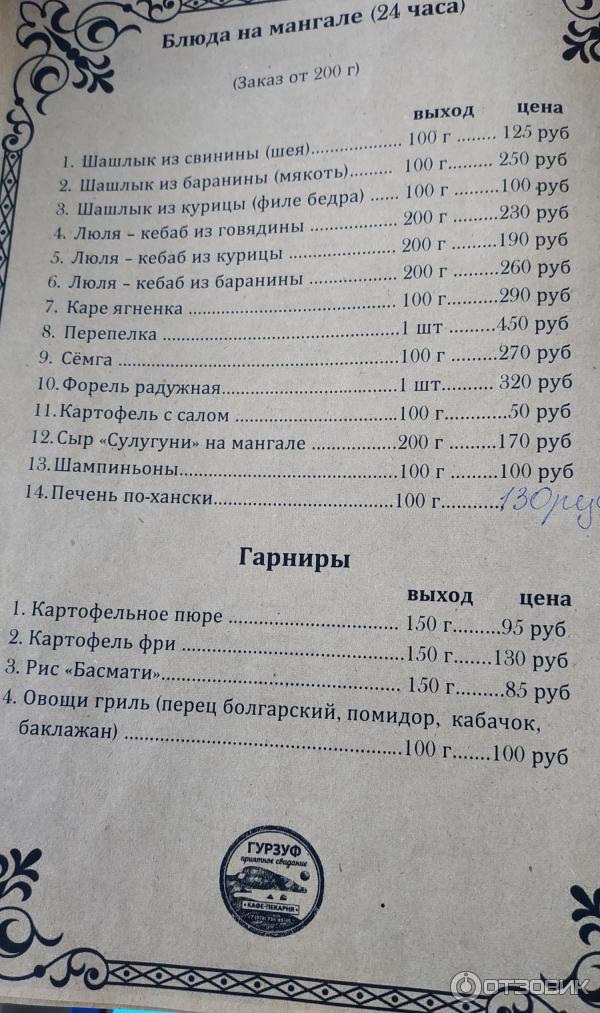 Блюда на мангале (24 часа)
(Заказ от 200 г)
выход цена
1. Шашлык из свинины (шея)................... 100 г ........ 125 руб
2. Шашлык из баранины (мякоть)......... 100 г......... 250 руб
3. Шашлык из курицы (филе бедра) ...... 100 г ......... 100 руб
4. Люля – кебаб из говядины .................. 200 г ........ 230 руб
5. Люля – кебаб из курицы ....................... 200 г ........ 190 руб
6. Люля – кебаб из баранины .................. 200 г ........ 260 руб
7. Каре ягненка ........................................... 100 г.........290 руб
8. Перепелка ................................................1 шт .........450 руб
9. Сёмга .........................................................100 г .........270 руб
10. Форель радужная...................................1 шт.......... 320 руб
11. Картофель с салом .................................100 г............50 руб
12. Сыр «Сулугуни» на мангале .................200 г ..........170 руб
13. Шампиньоны...........................................100 г ......... 100 руб
14. Печень по-хански...................................100 г...........130 руб
Гарниры
выход цена
1. Картофельное пюре .............................. 150 г.........95 руб
2. Картофель фри .......................................150 г.......130 руб
3. Рис «Басмати»......................................... 150 г........85 руб
4. Овощи гриль (перец болгарский, помидор, кабачок,
баклажан) ................................................100 г.......100 руб
ГУРЗУФ
приятное свидание
КАФЕ-ПЕКАРНЯ
ОТЗОВИК